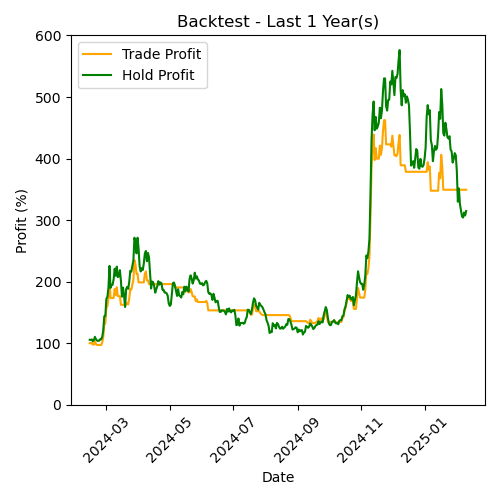 Backtest - Last 1 Year(s)
Trade Profit
Hold Profit
Profit (%)
600
500
400
300
200
100
0
2024-03
2024-05
2024-07
2024-09
2024-11
2025-01
Date